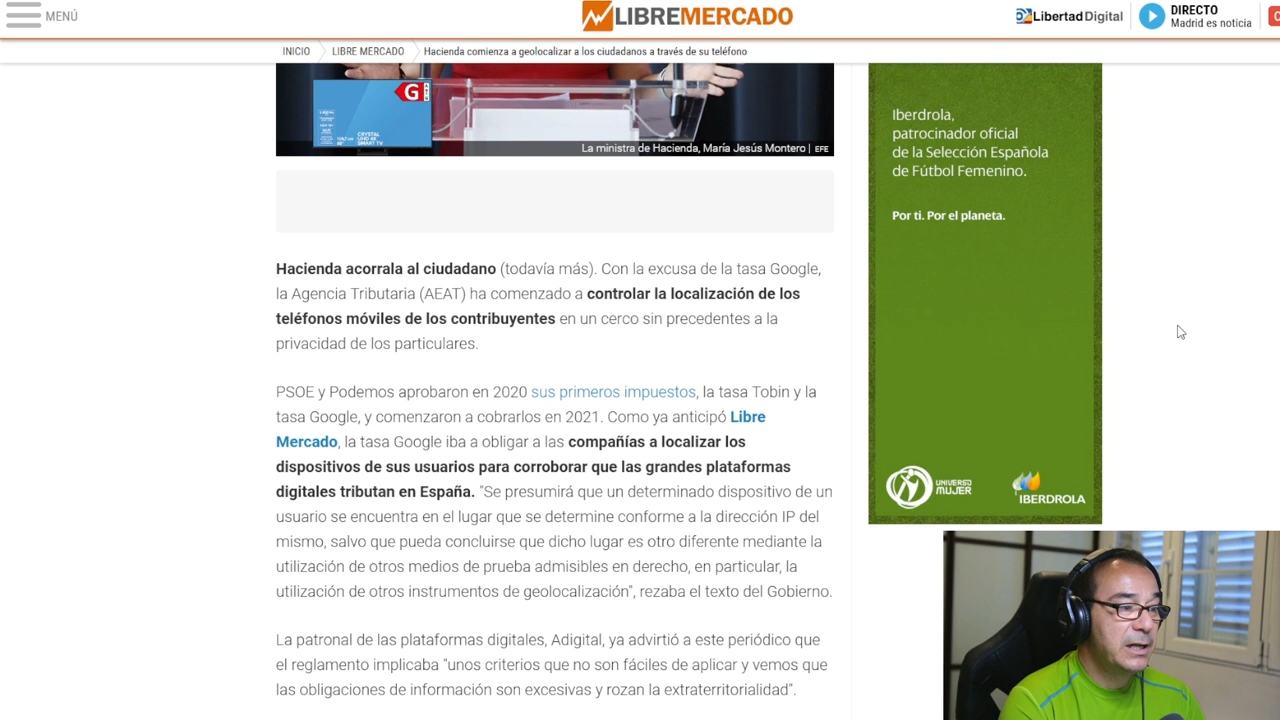 MENÚ
LIBREMERCADO
Libertad Digital
DIRECTO
Madrid es noticia
INICIO
LIBRE MERCADO
Hacienda comienza a geolocalizar a los ciudadanos a través de su teléfono
G
CRYSTAL
UHD 4K
SMART TV
La ministra de Hacienda, María Jesús Montero | EFE
Hacienda acorrala al ciudadano (todavía más). Con la excusa de la tasa Google,
la Agencia Tributaria (AEAT) ha comenzado a controlar la localización de los
teléfonos móviles de los contribuyentes en un cerco sin precedentes a la
privacidad de los particulares.
PSOE y Podemos aprobaron en 2020 sus primeros impuestos, la tasa Tobin y la
tasa Google, y comenzaron a cobrarlos en 2021. Como ya anticipó Libre
Mercado, la tasa Google iba a obligar a las compañías a localizar los
dispositivos de sus usuarios para corroborar que las grandes plataformas
digitales tributan en España. "Se presumirá que un determinado dispositivo de un
usuario se encuentra en el lugar que se determine conforme a la dirección IP del
mismo, salvo que pueda concluirse que dicho lugar es otro diferente mediante la
utilización de otros medios de prueba admisibles en derecho, en particular, la
utilización de otros instrumentos de geolocalización", rezaba el texto del Gobierno.
La patronal de las plataformas digitales, Adigital, ya advirtió a este periódico que
el reglamento implicaba "unos criterios que no son fáciles de aplicar y vemos que
las obligaciones de información son excesivas y rozan la extraterritorialidad".
Iberdrola,
patrocinador oficial
de la Selección Española
de Fútbol Femenino.
Por ti. Por el planeta.
UNIVERSO
MUJER
IBERDROLA